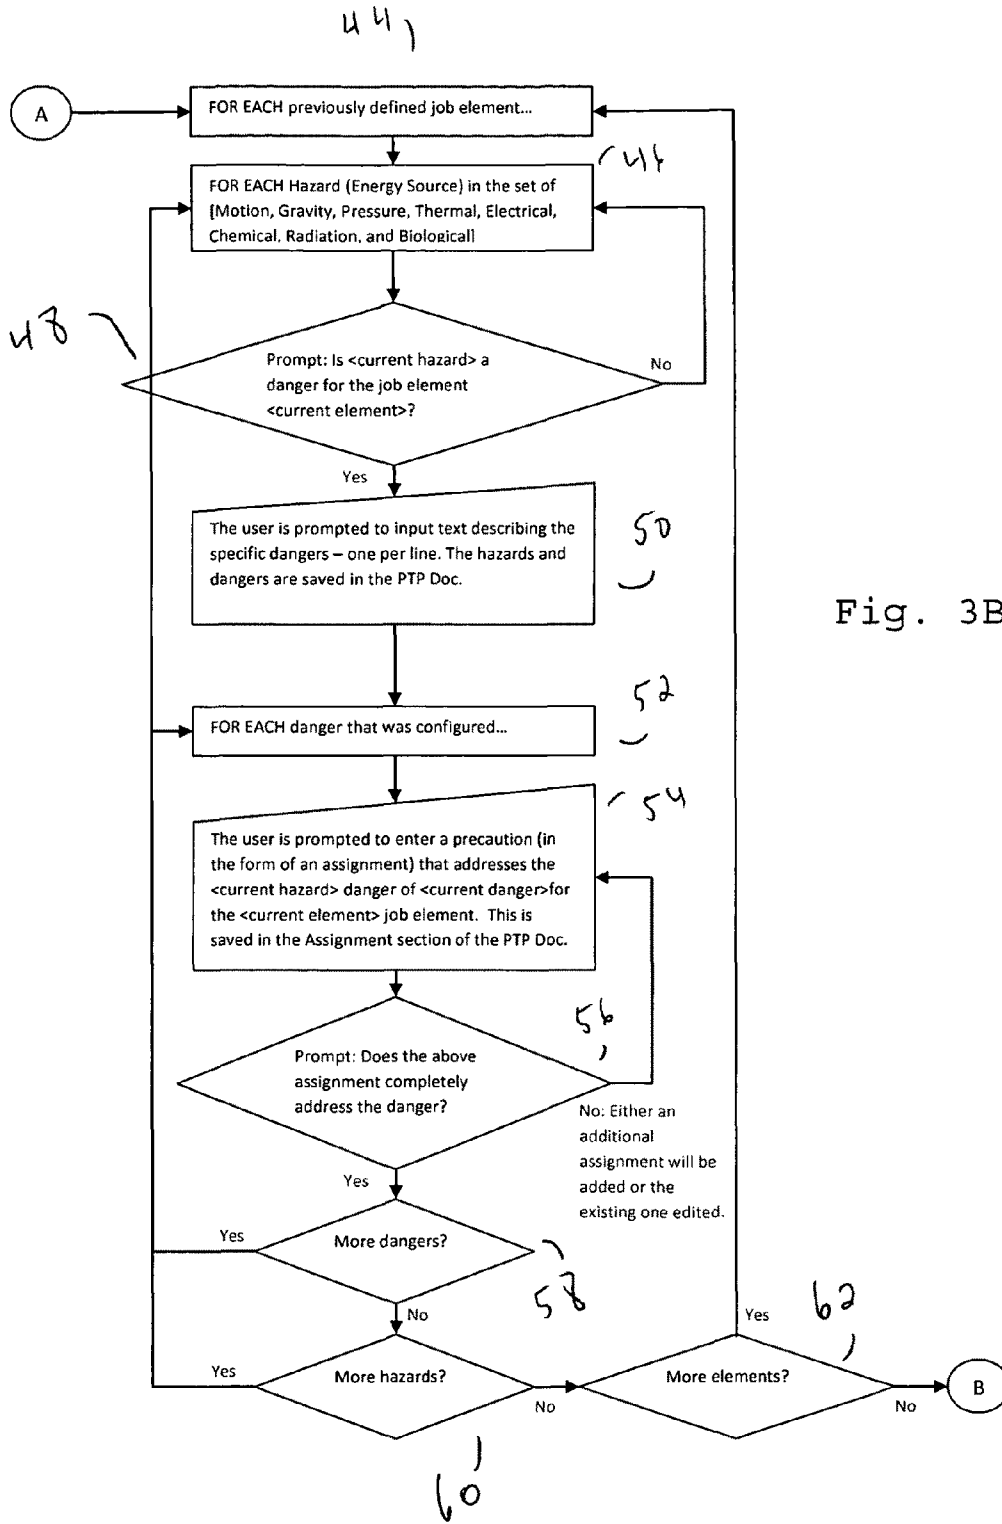 44
A
FOR EACH previously defined job element...
46
FOR EACH Hazard (Energy Source) in the set of
[Motion, Gravity, Pressure, Thermal, Electrical,
Chemical, Radiation, and Biological]
48
Prompt: Is <current hazard> a
danger for the job element
<current element>?
No
Yes
The user is prompted to input text describing the
specific dangers – one per line. The hazards and
dangers are saved in the PTP Doc.
50
Fig. 3B
52
FOR EACH danger that was configured...
54
The user is prompted to enter a precaution (in
the form of an assignment) that addresses the
<current hazard> danger of <current danger>for
the <current element> job element. This is
saved in the Assignment section of the PTP Doc.
56
Prompt: Does the above
assignment completely
address the danger?
No: Either an
additional
assignment will be
added or the
existing one edited.
Yes
Yes
More dangers?
58
No
62
Yes
Yes
More hazards?
No
More elements?
No
B
60